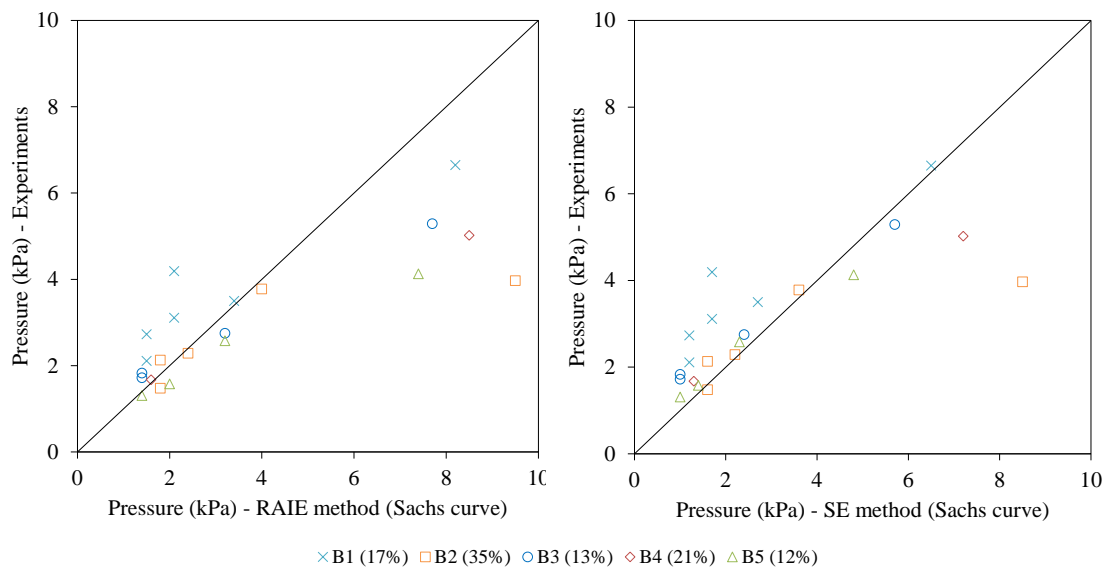 10
8
6
4
2
0
Pressure (kPa) - Experiments
0 2 4 6 8 10
Pressure (kPa) - RAIE method (Sachs curve)
10
8
6
4
2
0
Pressure (kPa) - Experiments
0 2 4 6 8 10
Pressure (kPa) - SE method (Sachs curve)
B1 (17%) B2 (35%) B3 (13%) B4 (21%) B5 (12%)